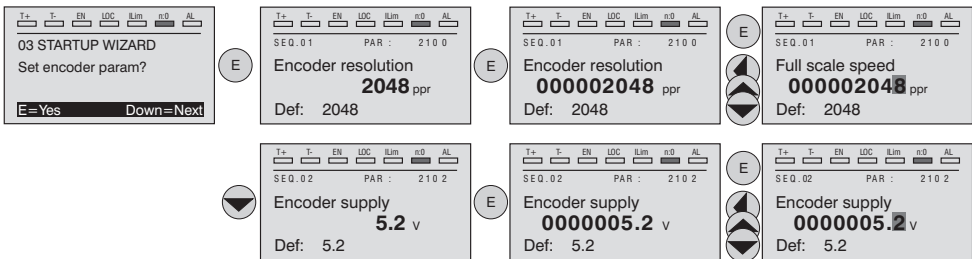 T+ T- EN LOC ILim n:0 AL
03 STARTUP WIZARD
Set encoder param?
E=Yes Down=Next
E
T+ T- EN LOC ILim n:0 AL
SEQ.01 PAR : 2100
Encoder resolution
2048 ppr
Def: 2048
E
T+ T- EN LOC ILim n:0 AL
SEQ.01 PAR : 2100
Encoder resolution
000002048 ppr
Def: 2048
E
T+ T- EN LOC ILim n:0 AL
SEQ.01 PAR : 2100
Full scale speed
000002048 ppr
Def: 2048
T+ T- EN LOC ILim n:0 AL
SEQ.02 PAR : 2102
Encoder supply
5.2 V
Def: 5.2
E
T+ T- EN LOC ILim n:0 AL
SEQ.02 PAR : 2102
Encoder supply
0000005.2 V
Def: 5.2
E
T+ T- EN LOC ILim n:0 AL
SEQ.02 PAR : 2102
Encoder supply
0000005.2 V
Def: 5.2